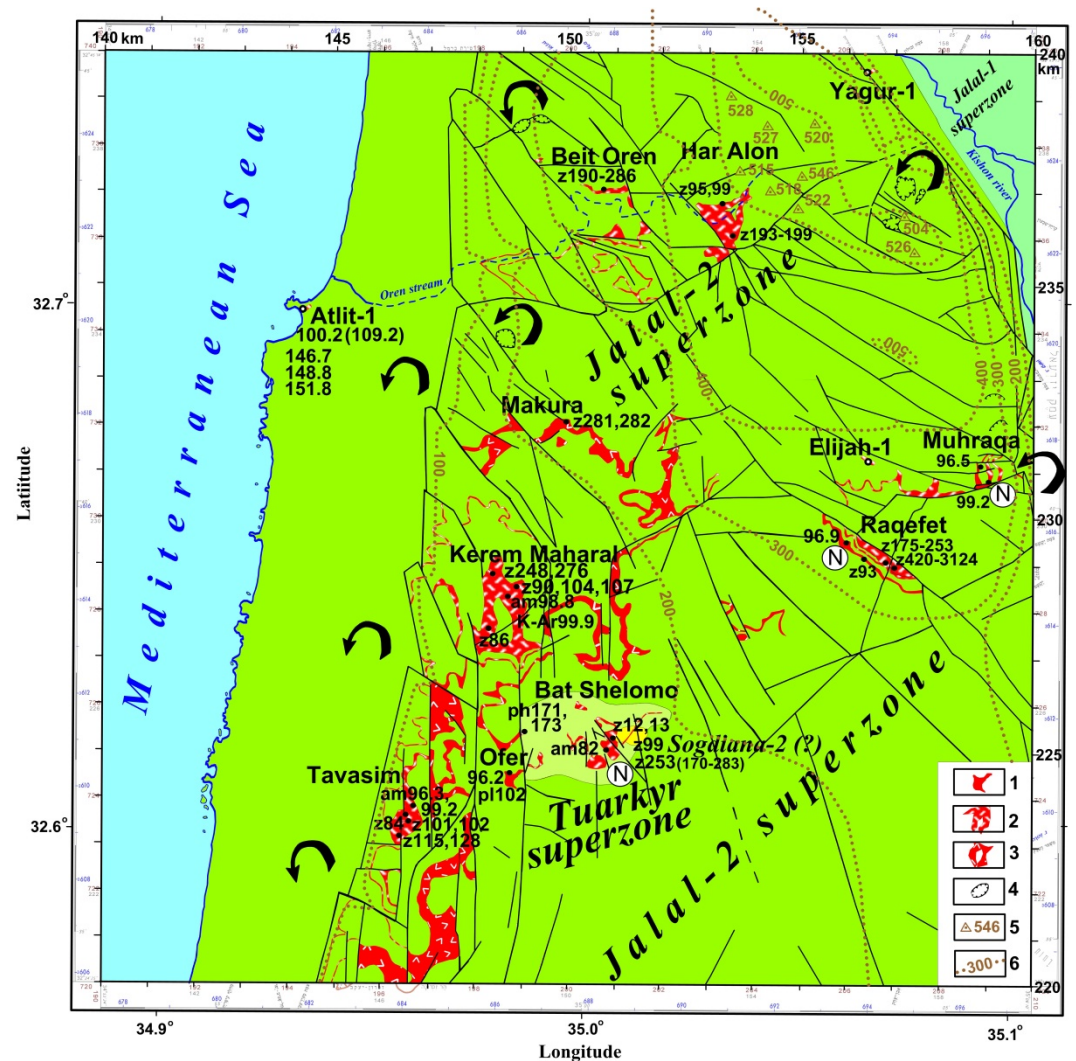 140 km
145
150
155
160
240
km
Yagur-1
Jalal-1
superzone
500
528
527
520
Kishon river
Beit Oren
z190-286
Har Alon
z95,99
546
518
522
504
526
z193-199
235
32.7
Oren stream
Atlit-1
100.2 (109.2)
146.7
148.8
151.8
Jalal-2
superzone
500
400
400
300
200
Mediterranean Sea
Makura
z281,282
Elijah-1
Muhraqa
96.5
99.2
N
100
Latiitude
230
Raqefet
96.9
z175-253
z420-3124
N
z93
300
Kerem Maharal
z248,276
z90,104,107
am98.8
K-Ar99.9
z86
200
Bat Shelomo
ph171,
173
z12,13
am82
z99
Sogdiana-2 (?)
z253 (170-283)
N
225
Ofer
96.2
pl102
Tavasim
am96.3,
99.2
z84
z101,102
z115,128
Tuarkyr
superzone
Jalal-2 superzone
32.6
1
2
3
4
546 5
300 6
220
34.9°
35.0°
35.1°
Longitude